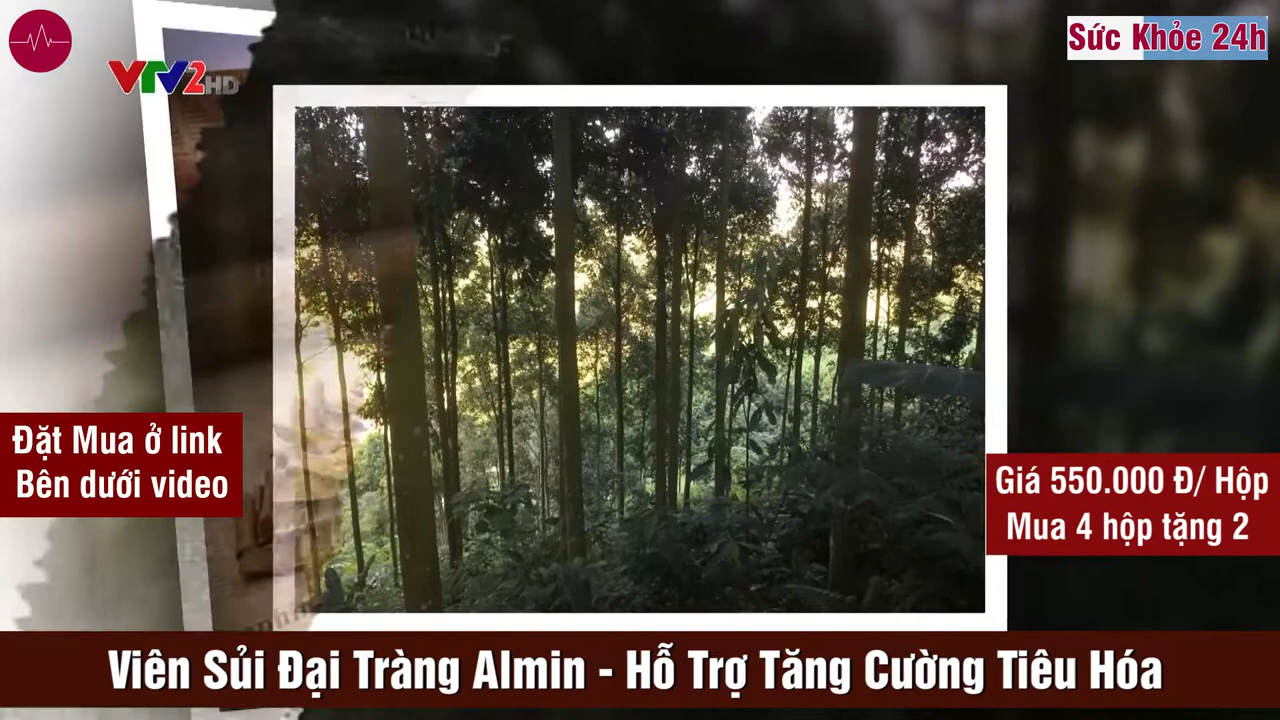 VTV2HD
Sức Khỏe 24h
Đặt Mua ở link
Bên dưới video
Giá 550.000 Đ/ Hộp
Mua 4 hộp tặng 2
Viên Sủi Đại Tràng Almin - Hỗ Trợ Tăng Cường Tiêu Hóa